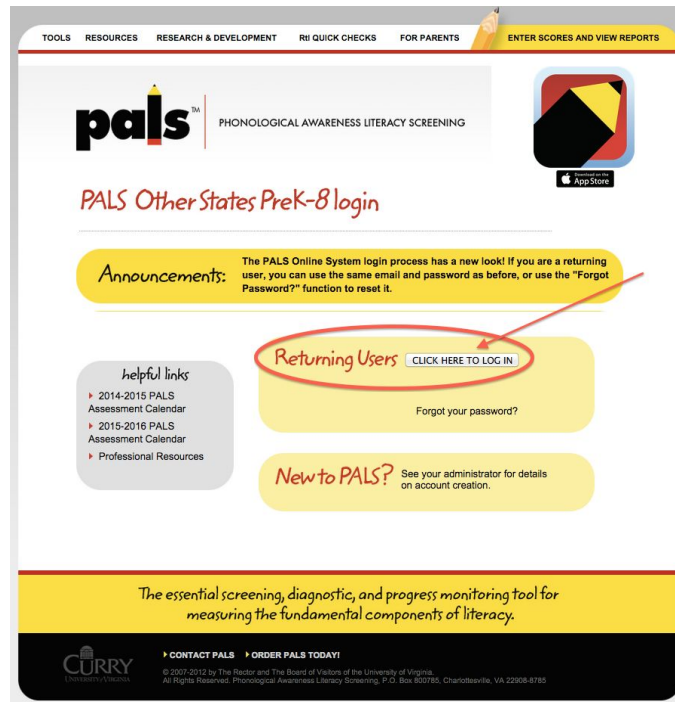 TOOLS RESOURCES RESEARCH & DEVELOPMENT RtI QUICK CHECKS FOR PARENTS ENTER SCORES AND VIEW REPORTS
pals™ PHONOLOGICAL AWARENESS LITERACY SCREENING
Download on the
App Store
PALS Other States PreK-8 login
Announcements:
The PALS Online System login process has a new look! If you are a returning
user, you can use the same email and password as before, or use the "Forgot
Password?" function to reset it.
Returning Users CLICK HERE TO LOG IN
Forgot your password?
helpful links
2014-2015 PALS
Assessment Calendar
2015-2016 PALS
Assessment Calendar
Professional Resources
New to PALS?
See your administrator for details
on account creation.
The essential screening, diagnostic, and progress monitoring tool for
measuring the fundamental components of literacy.
CURRY
UNIVERSITY of VIRGINIA
CONTACT PALS ORDER PALS TODAY!
© 2007-2012 by The Rector and The Board of Visitors of the University of Virginia.
All Rights Reserved. Phonological Awareness Literacy Screening, P.O. Box 800785, Charlottesville, VA 22908-8785